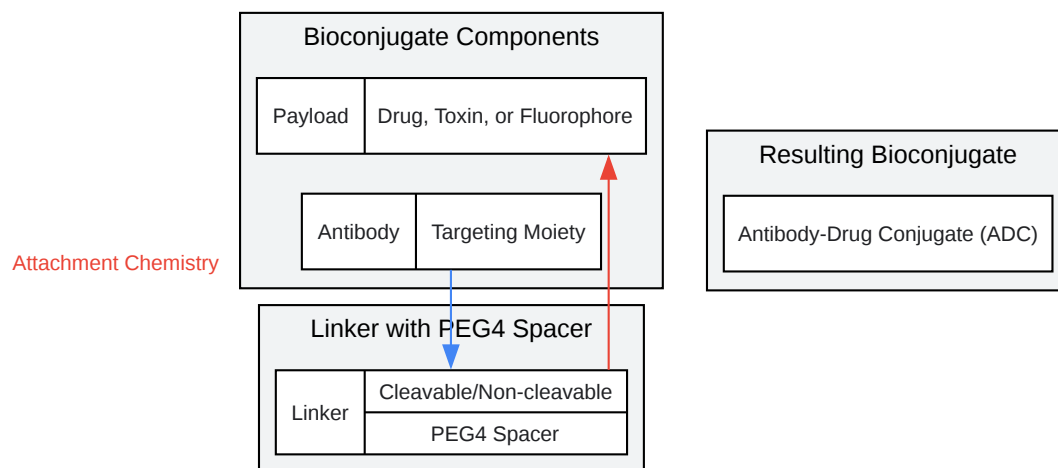 Bioconjugate Components
Payload
Drug, Toxin, or Fluorophore
Antibody
Targeting Moiety
Attachment Chemistry
Linker with PEG4 Spacer
Linker
Cleavable/Non-cleavable
PEG4 Spacer
Resulting Bioconjugate
Antibody-Drug Conjugate (ADC)